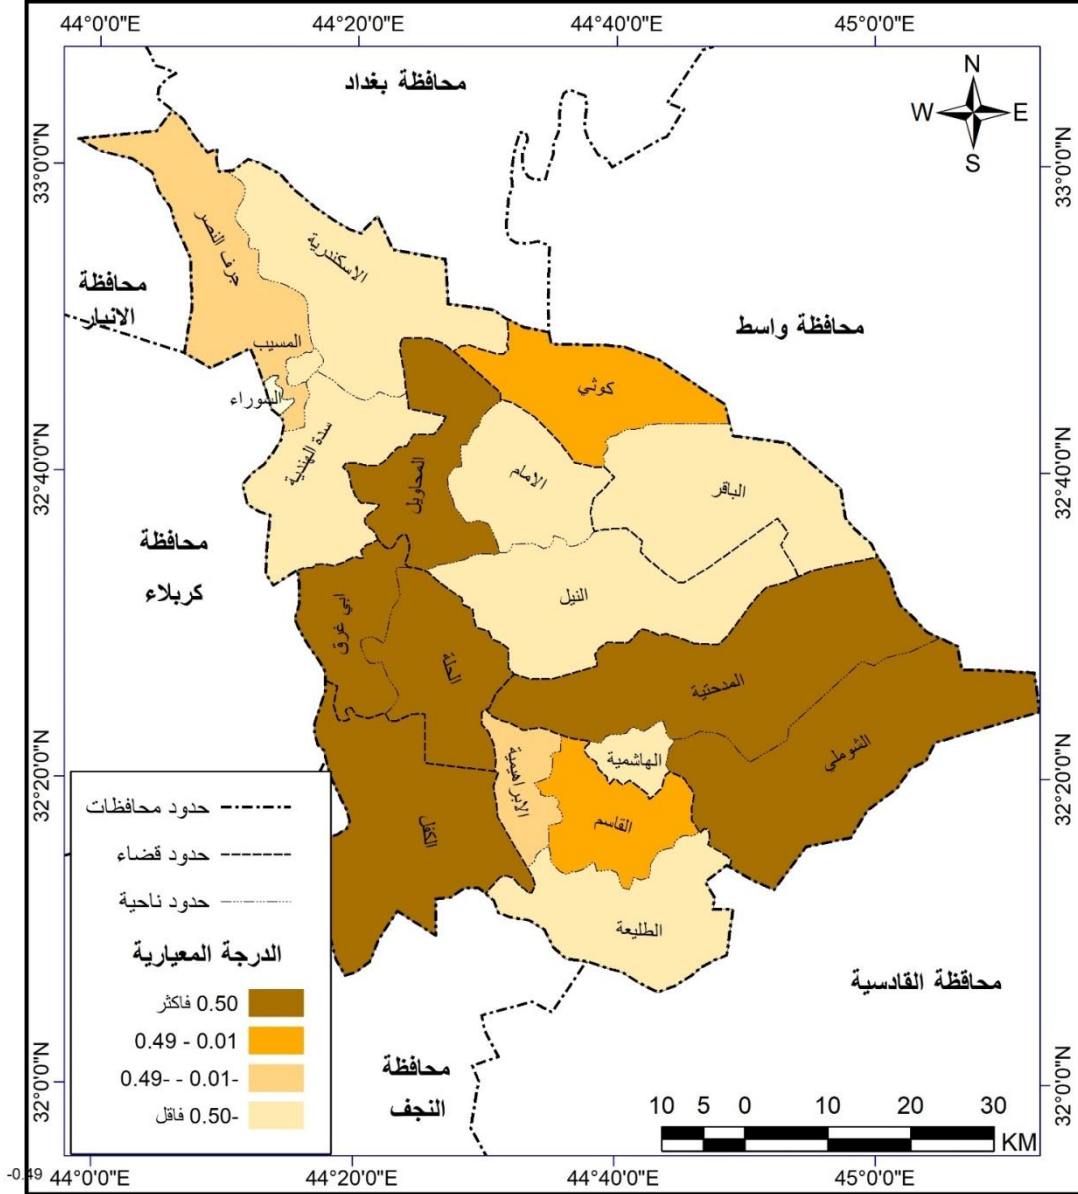 44°0'0"E 44°20'0"E 44°40'0"E 45°0'0"E
محافظة بغداد
N
W E
S
33°0'0"N
33°0'0"N
جرف النصر
الاسكندرية
محافظة
الانبار
محافظة واسط
المسيب
كوثي
الشوراء
سدة الهندية
32°40'0"N
32°40'0"N
المحاويل
الامام
الباقر
محافظة
كربلاء
النيل
ابي غرق
الحلة
المدحتية
الشوملي
الهاشمية
الابراهيمية
القاسم
الكفل
32°20'0"N
32°20'0"N
الطليعة
حدود محافظات
حدود قضاء
حدود ناحية
الدرجة المعيارية
0.50 فاكثر
0.01 - 0.49
-0.01 - -0.49
-0.50 فاقل
محافظة القادسية
محافظة
النجف
32°0'0"N
32°0'0"N
10 5 0 10 20 30
KM
-0.49
44°0'0"E 44°20'0"E 44°40'0"E 45°0'0"E